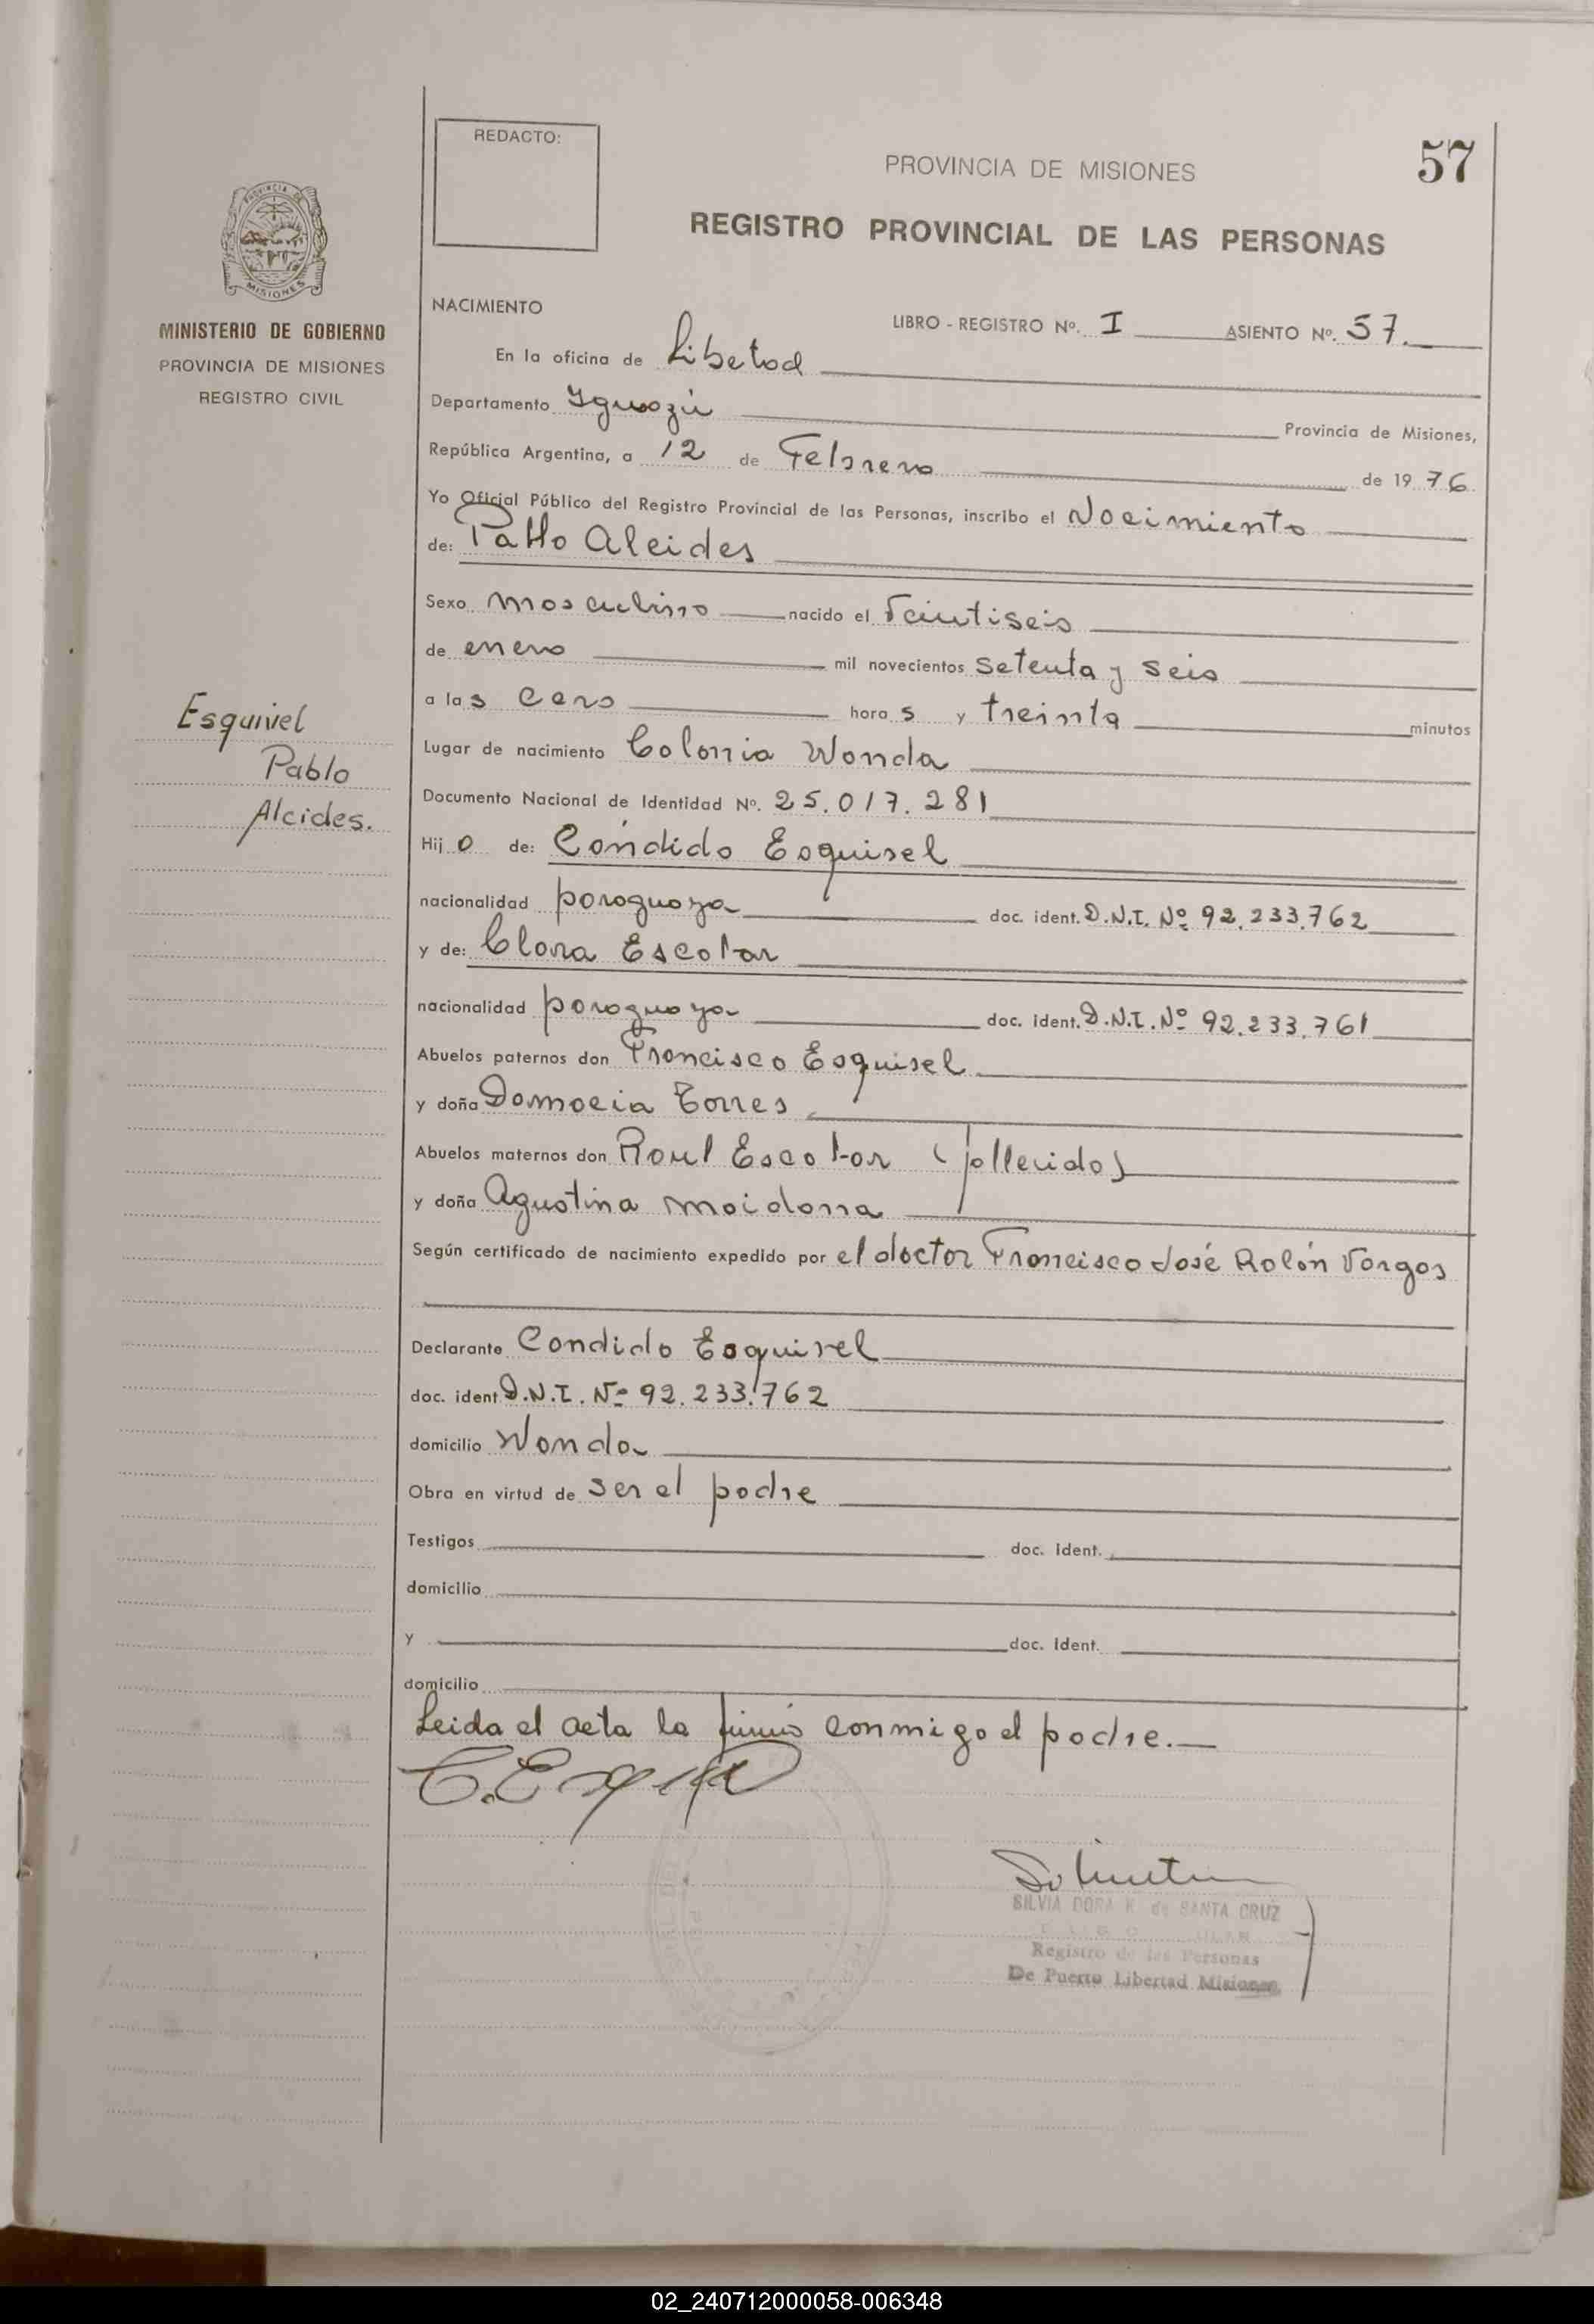 REDACTO:
57
PROVINCIA DE MISIONES
REGISTRO PROVINCIAL DE LAS PERSONAS
PROVINCIA DE
MISIONES
MINISTERIO DE GOBIERNO
PROVINCIA DE MISIONES
REGISTRO CIVIL
Esquivel
Pablo
Alcides.
NACIMIENTO
LIBRO - REGISTRO Nº. I ASIENTO Nº. 57.
En la oficina de Libetad
Departamento Iguazú Provincia de Misiones,
República Argentina, a 12 de Febrero de 19 76
Yo Oficial Público del Registro Provincial de las Personas, inscribo el Nacimiento
de: Pablo Alcides
Sexo masculino nacido el Veintiseis
de enero mil novecientos setenta y seis
a las cero horas y treinta minutos
Lugar de nacimiento Colonia Wanda
Documento Nacional de Identidad Nº. 25.017.281
Hijo de: Cándido Esquivel
nacionalidad paraguaya doc. ident. D.N.I. Nº 92.233.762
y de: Clara Escobar
nacionalidad paraguaya doc. ident. D.N.I. Nº 92.233.761
Abuelos paternos don Francisco Esquivel
y doña Damacia Torres
Abuelos maternos don Raul Escobar (fallecido)
y doña Agustina Maidana
Según certificado de nacimiento expedido por el doctor Francisco José Rolón Vargas
Declarante Candido Esquivel
doc. ident D.N.I. Nº 92.233.762
domicilio Wanda
Obra en virtud de ser el padre
Testigos doc. ident.
domicilio
y doc. ident.
domicilio
Leida el acta la firmó conmigo el padre.
SILVIA DORA K. de SANTA CRUZ
Registro de las Personas
De Puerto Libertad Misiones
02_240712000058-006348